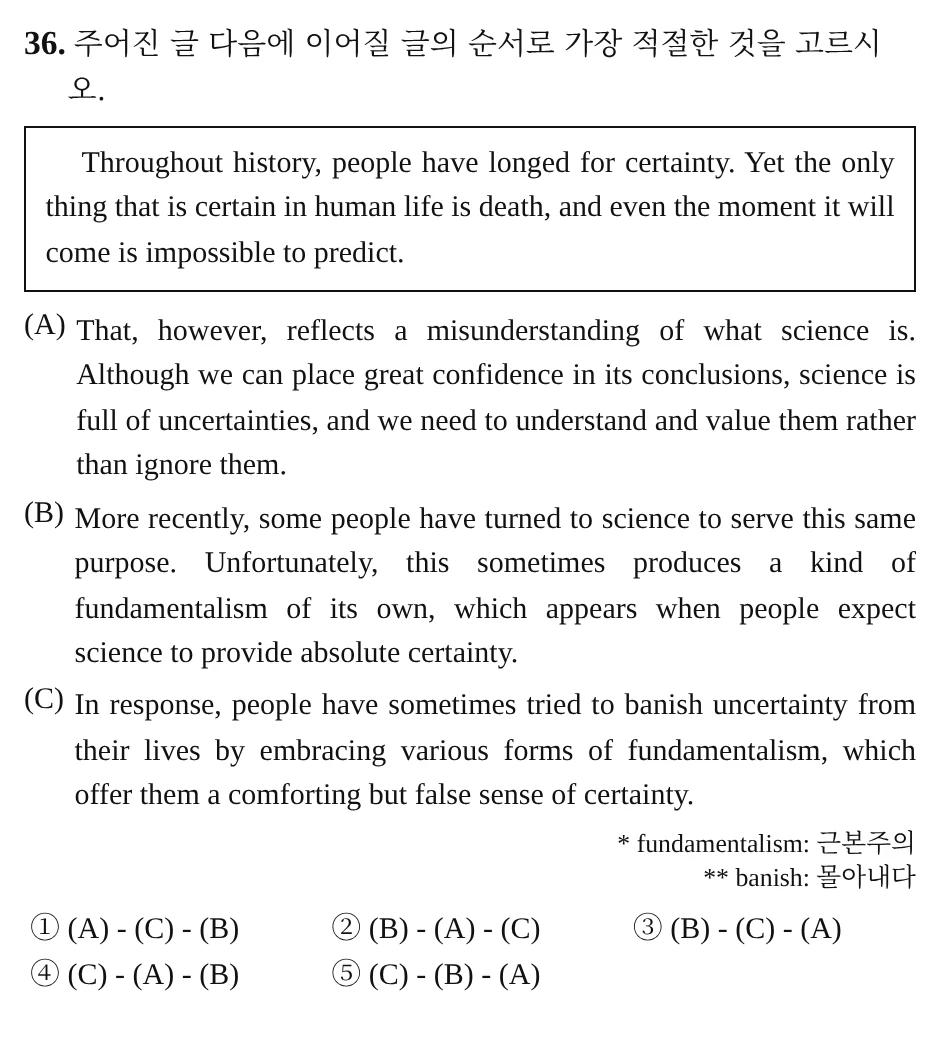 36. 주어진 글 다음에 이어질 글의 순서로 가장 적절한 것을 고르시
오.
Throughout history, people have longed for certainty. Yet the only
thing that is certain in human life is death, and even the moment it will
come is impossible to predict.
(A) That, however, reflects a misunderstanding of what science is.
Although we can place great confidence in its conclusions, science is
full of uncertainties, and we need to understand and value them rather
than ignore them.
(B) More recently, some people have turned to science to serve this same
purpose. Unfortunately, this sometimes produces a kind of
fundamentalism of its own, which appears when people expect
science to provide absolute certainty.
(C) In response, people have sometimes tried to banish uncertainty from
their lives by embracing various forms of fundamentalism, which
offer them a comforting but false sense of certainty.
* fundamentalism: 근본주의
** banish: 몰아내다
① (A) - (C) - (B) ② (B) - (A) - (C) ③ (B) - (C) - (A)
④ (C) - (A) - (B) ⑤ (C) - (B) - (A)